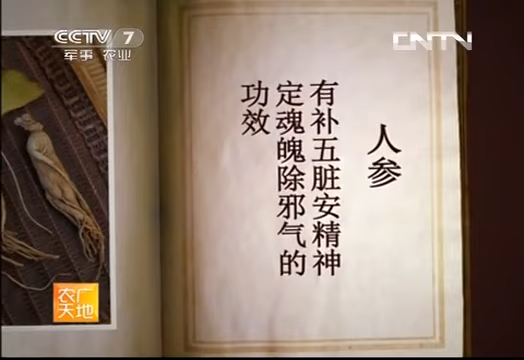 CCTV 7
军事 农业
CNTV
人参
有补五脏安精神
定魂魄除邪气的
功效
农广
天地